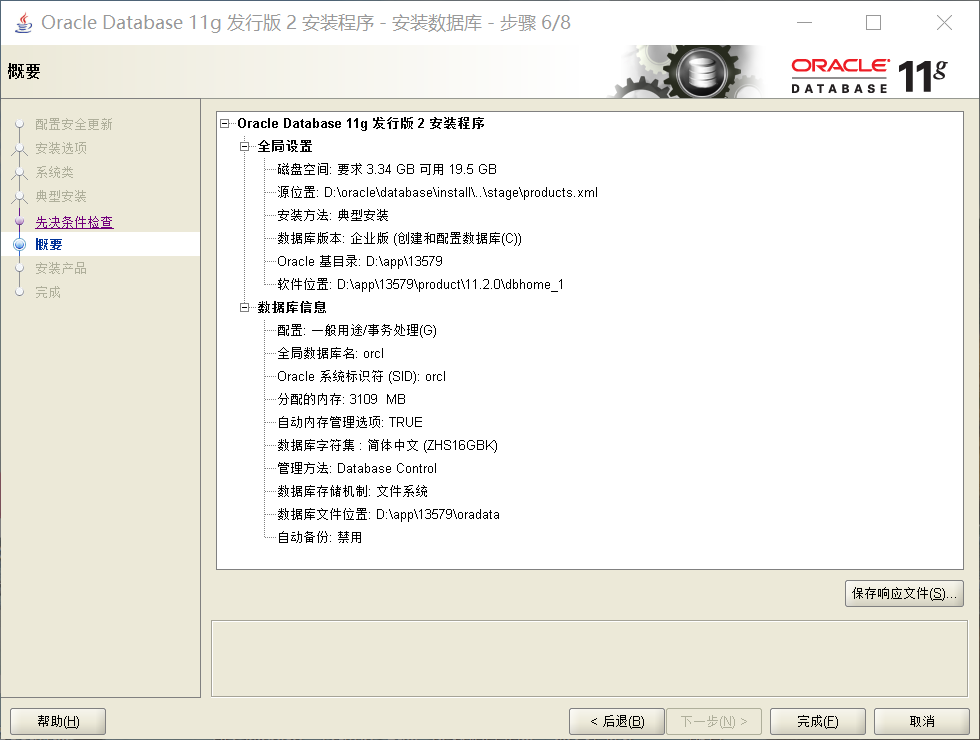 Oracle Database 11g 发行版 2 安装程序 - 安装数据库 - 步骤 6/8
概要
ORACLE
DATABASE
11g
配置安全更新
安装选项
系统类
典型安装
先决条件检查
概要
安装产品
完成
Oracle Database 11g 发行版 2 安装程序
全局设置
磁盘空间: 要求 3.34 GB 可用 19.5 GB
源位置: D:\oracle\database\install\..\stage\products.xml
安装方法: 典型安装
数据库版本: 企业版 (创建和配置数据库(C))
Oracle 基目录: D:\app\13579
软件位置: D:\app\13579\product\11.2.0\dbhome_1
数据库信息
配置: 一般用途/事务处理(G)
全局数据库名: orcl
Oracle 系统标识符 (SID): orcl
分配的内存: 3109 MB
自动内存管理选项: TRUE
数据库字符集 : 简体中文 (ZHS16GBK)
管理方法: Database Control
数据库存储机制: 文件系统
数据库文件位置: D:\app\13579\oradata
自动备份: 禁用
保存响应文件(S)...
帮助(H)
< 后退(B)
下一步(N) >
完成(F)
取消